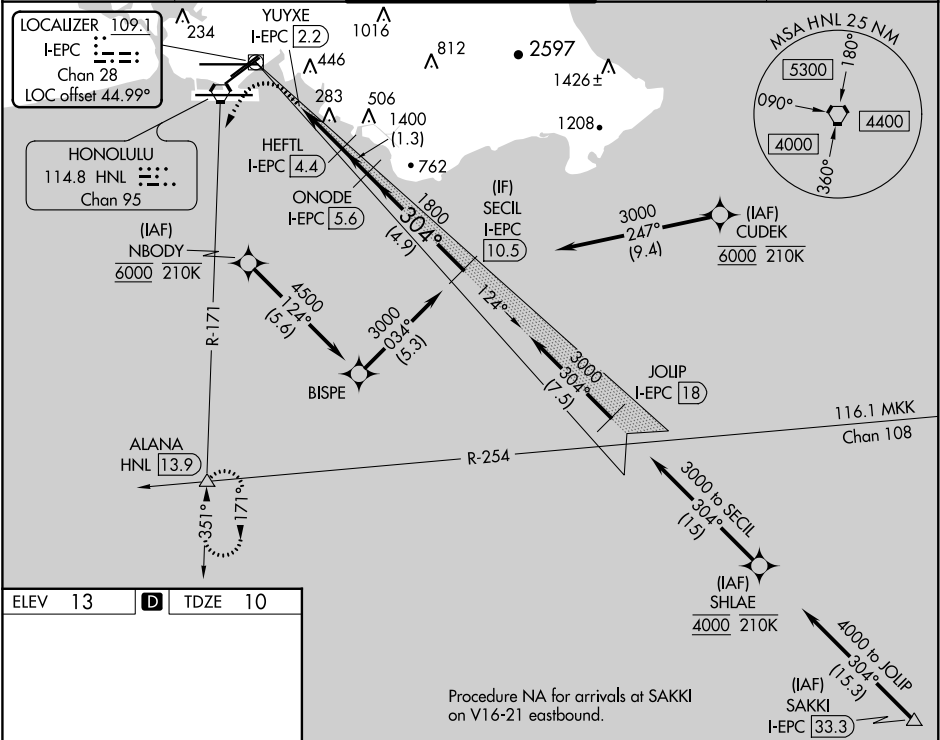 LOCALIZER 109.1
I-EPC
Chan 28
LOC offset 44.99°
234
YUYXE
I-EPC 2.2
1016
446
812
2597
1426±
283
506
1400
(1.3)
1208
762
MSA HNL 25 NM
5300
180°
090°
4400
4000
360°
HONOLULU
114.8 HNL
Chan 95
HEFTL
I-EPC 4.4
ONODE
I-EPC 5.6
1800
304°
(4.9)
(IF)
SECIL
I-EPC
10.5
3000
247°
(9.4)
(IAF)
CUDEK
6000 210K
(IAF)
NBODY
6000 210K
4500
124°
(5.6)
3000
034°
(5.3)
BISPE
R-171
124°
3000
304°
(7.5)
JOLIP
I-EPC 18
116.1 MKK
Chan 108
R-254
ALANA
HNL 13.9
351°
171°
3000 to SECIL
304°
(15)
(IAF)
SHLAE
4000 210K
4000 to JOLIP
304°
(15.3)
(IAF)
SAKKI
I-EPC 33.3
ELEV 13 D TDZE 10
Procedure NA for arrivals at SAKKI
on V16-21 eastbound.